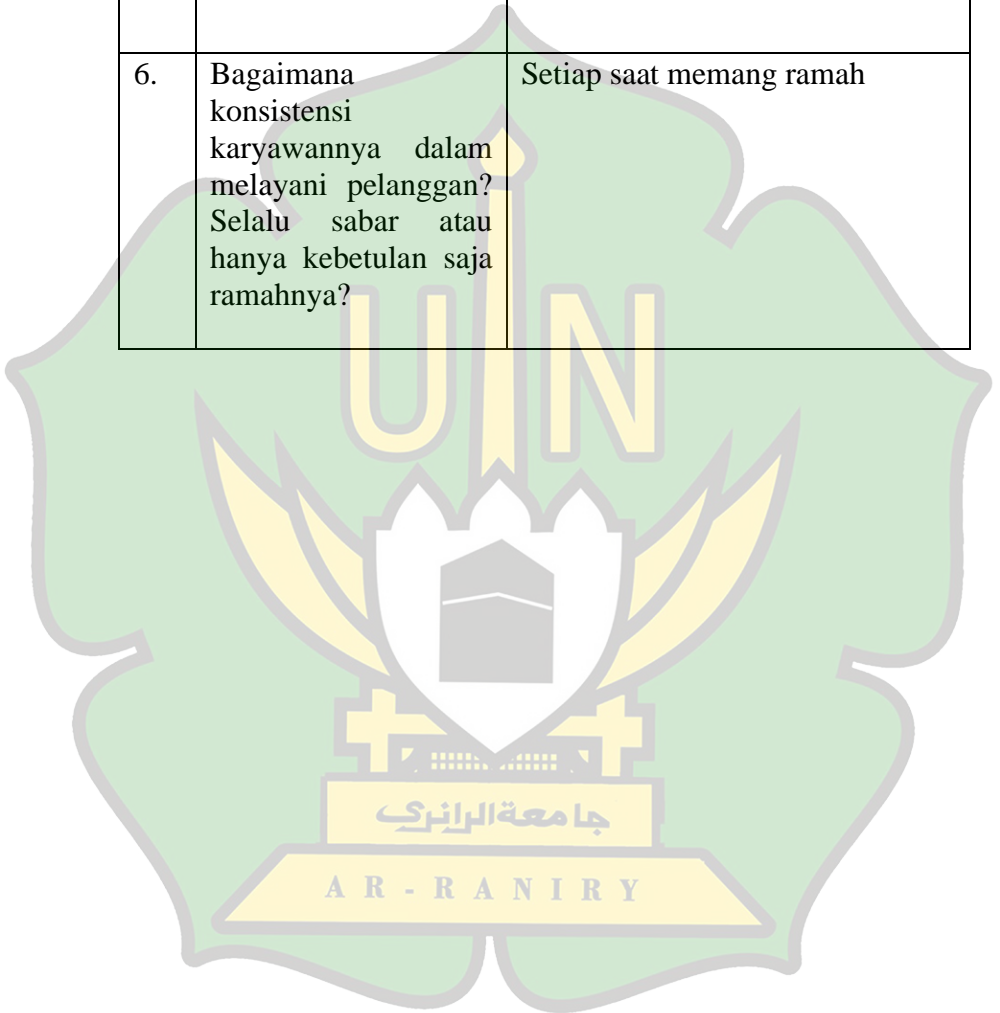 6.
Bagaimana
konsistensi
karyawannya dalam
melayani pelanggan?
Selalu sabar atau
hanya kebetulan saja
ramahnya?
Setiap saat memang ramah
UIN
جامعةالرانري
AR-RANIRY